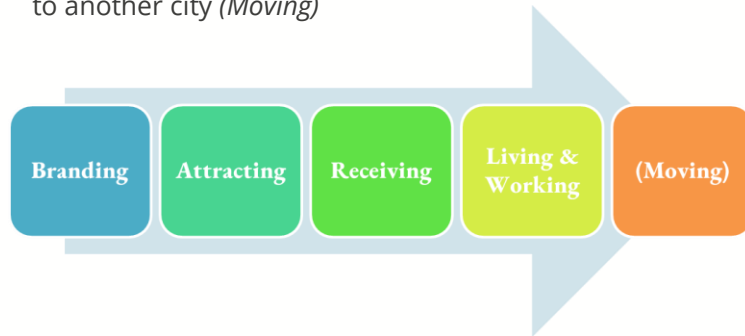 to another city (Moving)
Branding
Attracting
Receiving
Living &
Working
(Moving)